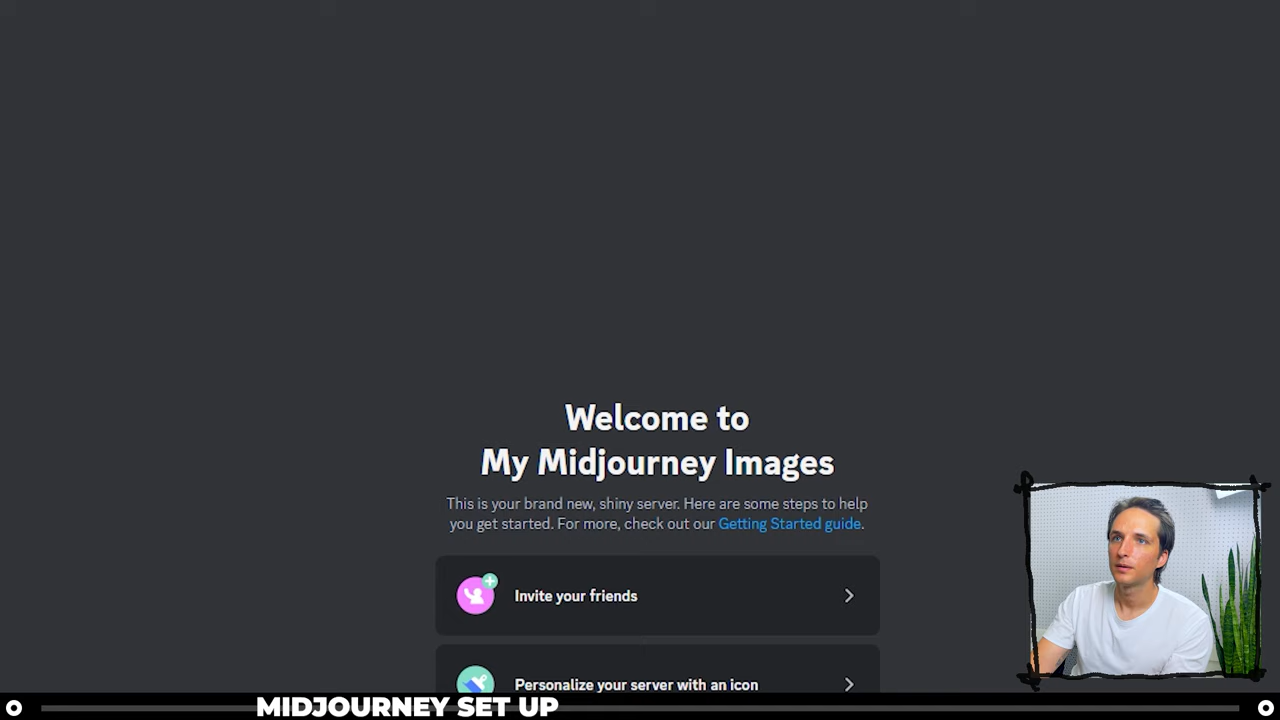 Welcome to
My Midjourney Images
This is your brand new, shiny server. Here are some steps to help
you get started. For more, check out our Getting Started guide.
Invite your friends
Personalize your server with an icon
MIDJOURNEY SET UP